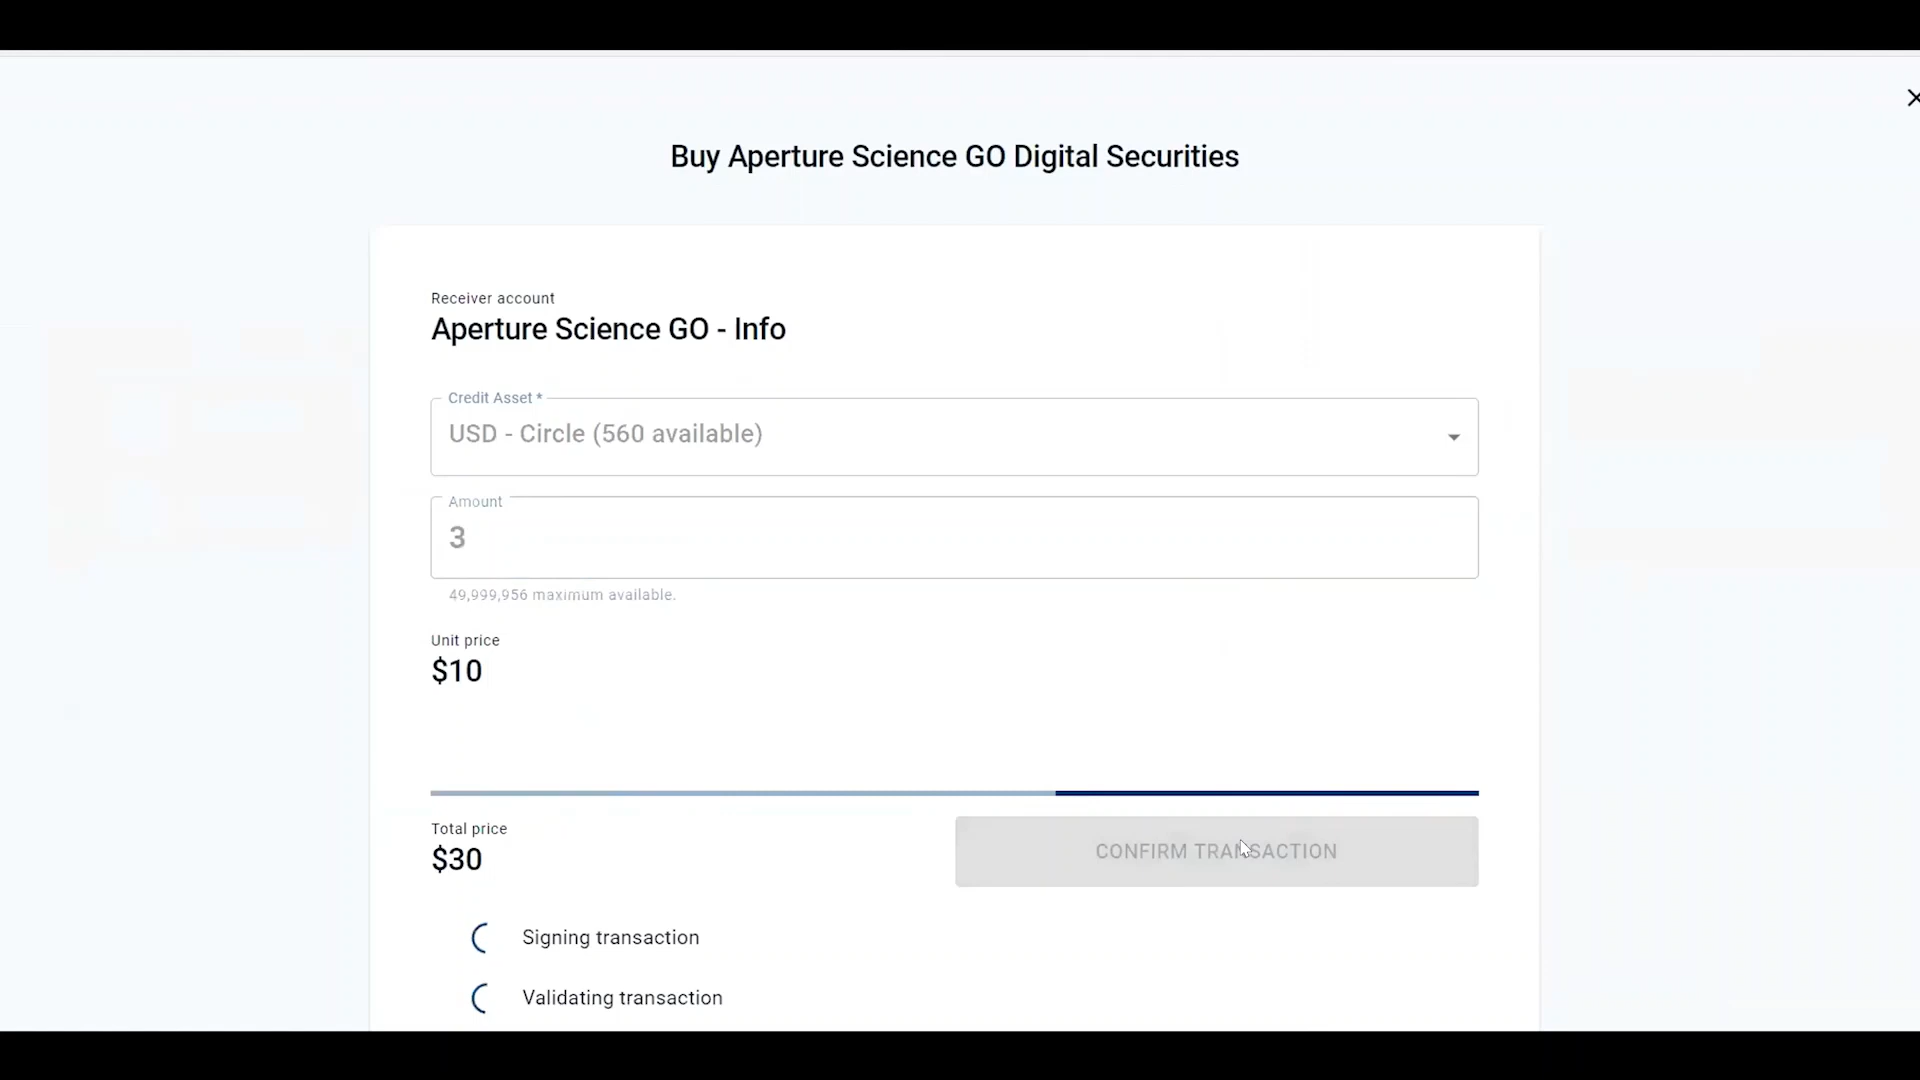 Buy Aperture Science GO Digital Securities
Receiver account
Aperture Science GO - Info
Credit Asset *
USD - Circle (560 available)
Amount
3
49,999,956 maximum available.
Unit price
$10
Total price
$30
CONFIRM TRANSACTION
Signing transaction
Validating transaction